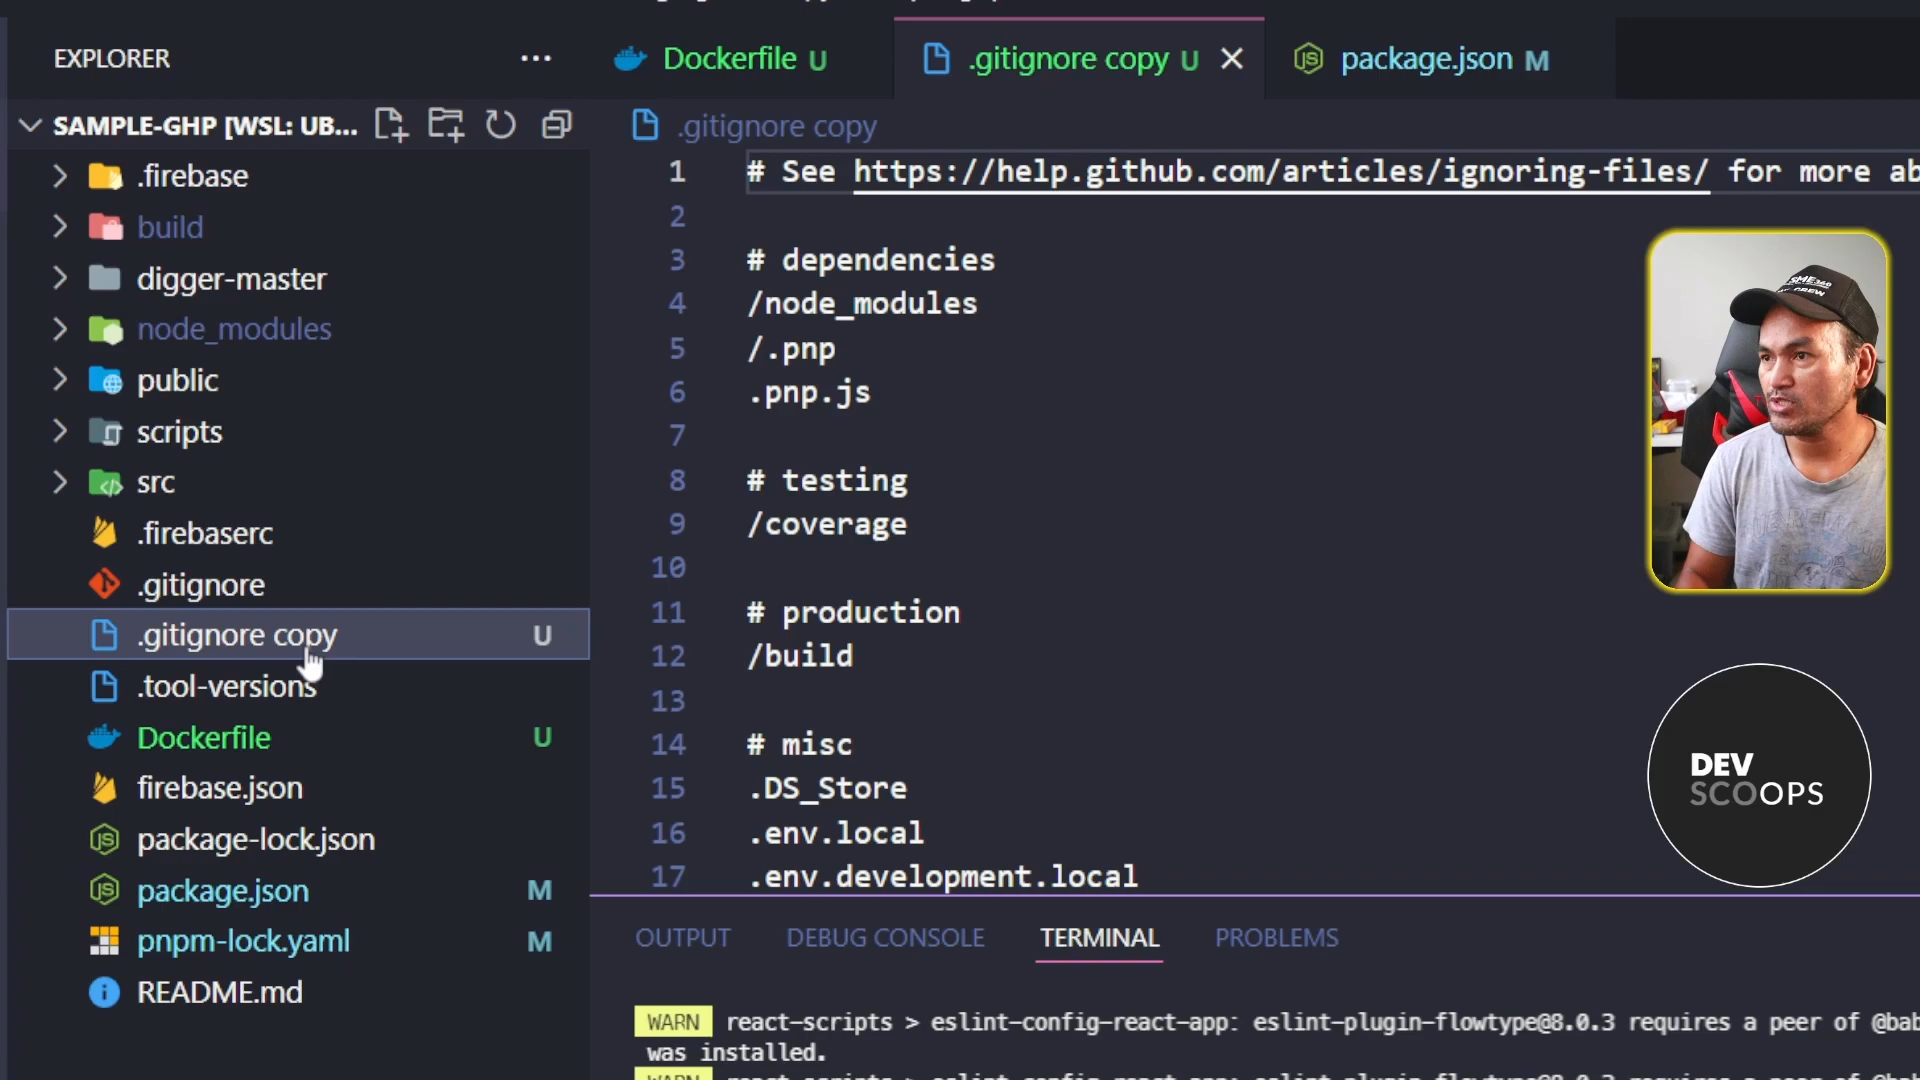 EXPLORER
...
Dockerfile U
.gitignore copy U
package.json M
SAMPLE-GHP [WSL: UB...
.gitignore copy
.firebase
build
digger-master
node_modules
public
scripts
src
.firebaserc
.gitignore
.gitignore copy U
.tool-versions
Dockerfile U
firebase.json
package-lock.json
package.json M
pnpm-lock.yaml M
README.md
1 # See https://help.github.com/articles/ignoring-files/ for more ab
2
3 # dependencies
4 /node_modules
5 /.pnp
6 .pnp.js
7
8 # testing
9 /coverage
10
11 # production
12 /build
13
14 # misc
15 .DS_Store
16 .env.local
17 .env.development.local
SME360
CREW
DEV
SCOOPS
OUTPUT
DEBUG CONSOLE
TERMINAL
PROBLEMS
WARN react-scripts > eslint-config-react-app: eslint-plugin-flowtype@8.0.3 requires a peer of @bab
was installed.